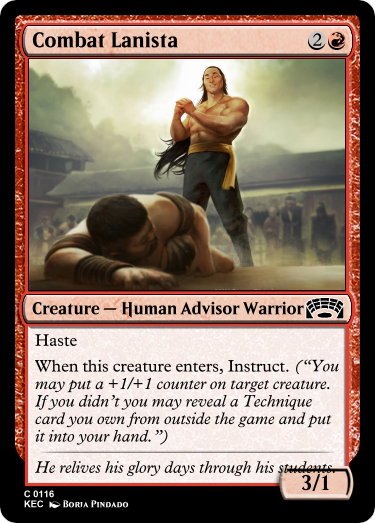 Combat Lanista 2
Creature — Human Advisor Warrior
Haste
When this creature enters, Instruct. (“You
may put a +1/+1 counter on target creature.
If you didn’t you may reveal a Technique
card you own from outside the game and put
it into your hand.”)
He relives his glory days through his students.
3/1
C 0116
KEC Borja Pindado